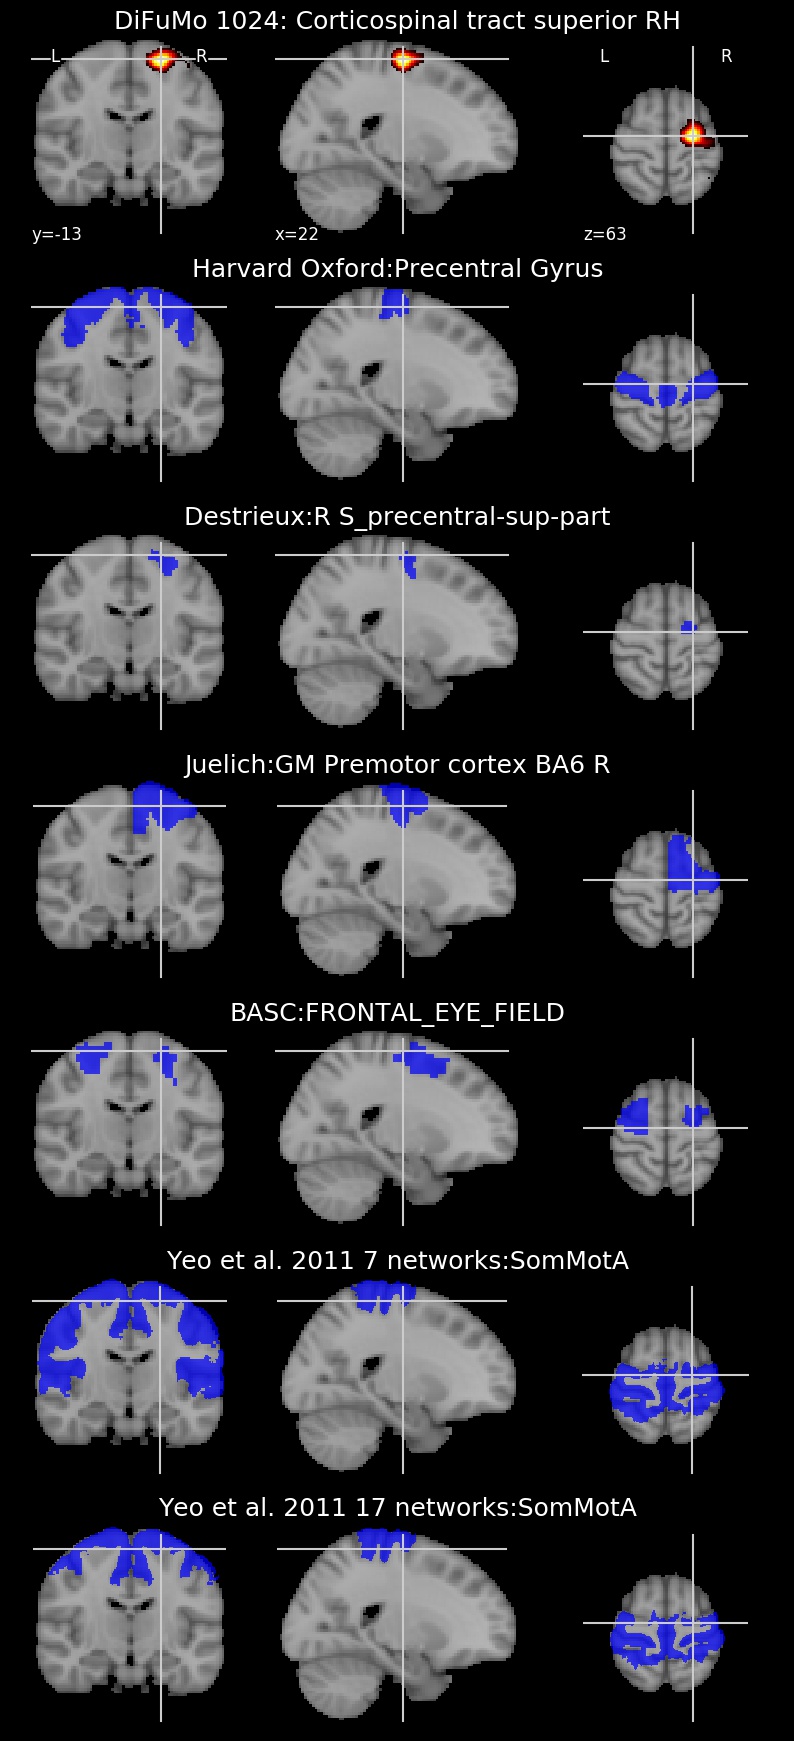 DiFuMo 1024: Corticospinal tract superior RH
L R L R
y=-13 x=22 z=63
Harvard Oxford:Precentral Gyrus
Destrieux:R S_precentral-sup-part
Juelich:GM Premotor cortex BA6 R
BASC:FRONTAL_EYE_FIELD
Yeo et al. 2011 7 networks:SomMotA
Yeo et al. 2011 17 networks:SomMotA